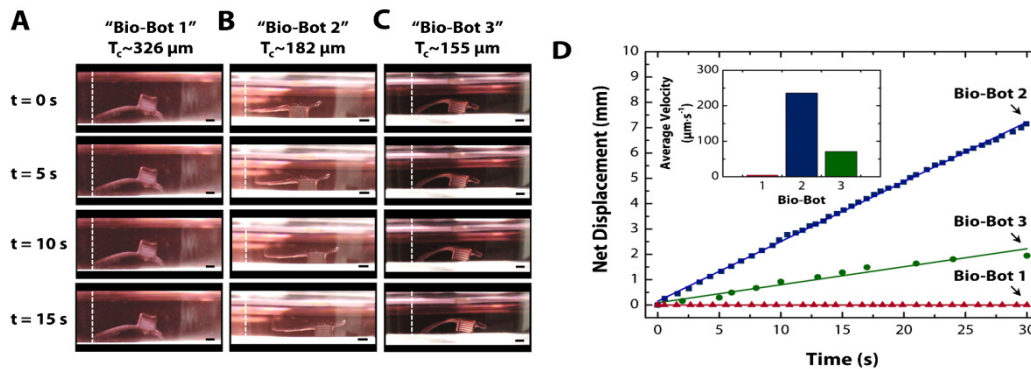 A
"Bio-Bot 1"
T꜀~326 µm
B
"Bio-Bot 2"
T꜀~182 µm
C
"Bio-Bot 3"
T꜀~155 µm
t = 0 s
t = 5 s
t = 10 s
t = 15 s
D
Net Displacement (mm)
10
9
8
7
6
5
4
3
2
1
0
0
5
10
15
20
25
30
Time (s)
Average Velocity
(µm·s⁻¹)
300
200
100
0
1
2
3
Bio-Bot
Bio-Bot 2
Bio-Bot 3
Bio-Bot 1